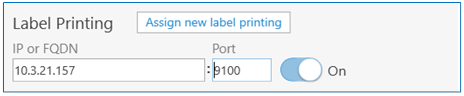 Label Printing Assign new label printing
IP or FQDN Port
10.3.21.157 : 9100 On